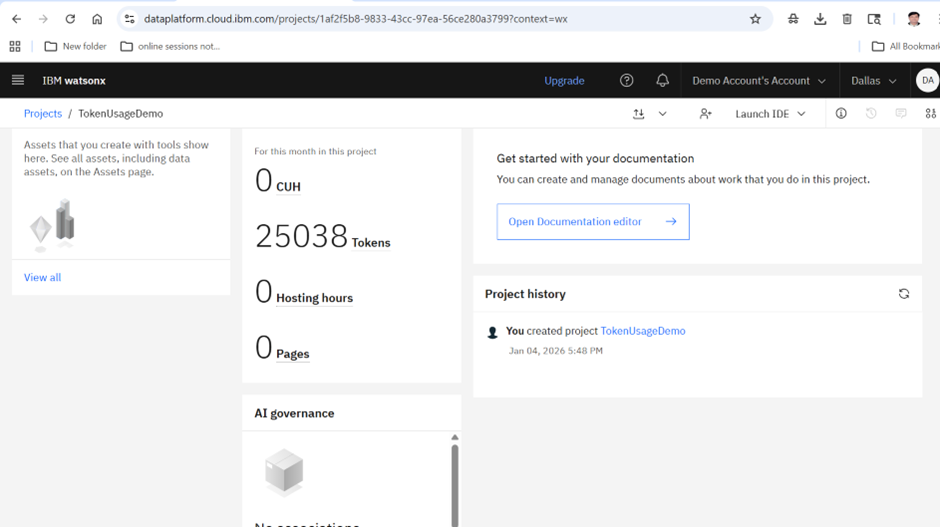 dataplatform.cloud.ibm.com/projects/1af2f5b8-9833-43cc-97ea-56ce280a3799?context=wx
New folder
online sessions not...
All Bookmark
IBM watsonx
Upgrade
Demo Account's Account
Dallas
DA
Projects / TokenUsageDemo
Launch IDE
Assets that you create with tools show
here. See all assets, including data
assets, on the Assets page.
View all
For this month in this project
0 CUH
25038 Tokens
0 Hosting hours
0 Pages
AI governance
No associations
Get started with your documentation
You can create and manage documents about work that you do in this project.
Open Documentation editor
Project history
You created project TokenUsageDemo
Jan 04, 2026 5:48 PM